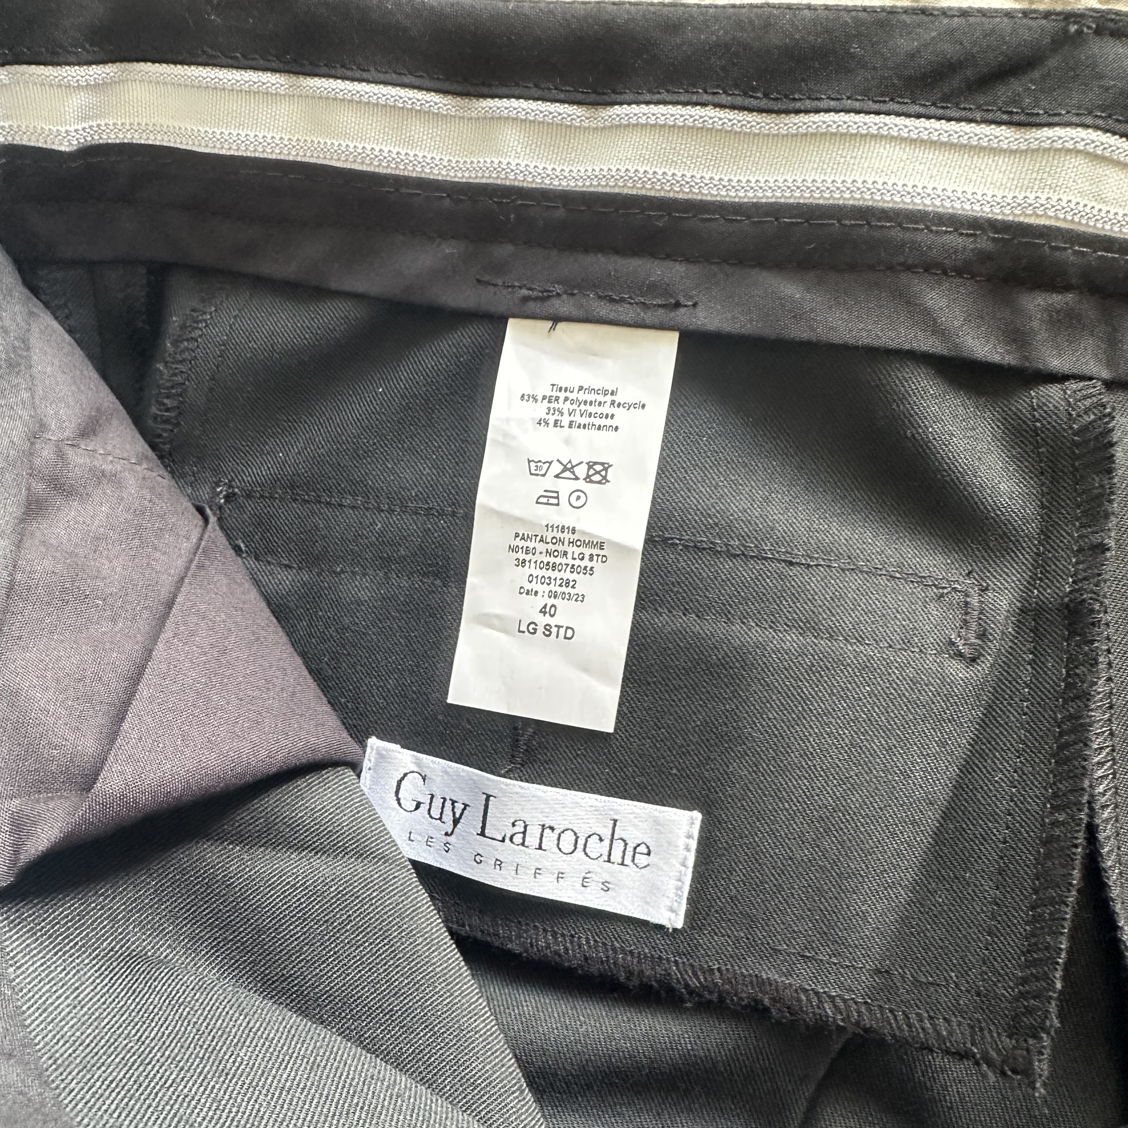 Tissu Principal
63% PER Polyester Recycle
33% VI Viscose
4% EL Elasthanne
30
P
111616
PANTALON HOMME
N01B0 - NOIR LG STD
3611058075055
01031282
Date : 09/03/23
40
LG STD
Guy Laroche
LES GRIFFÉS